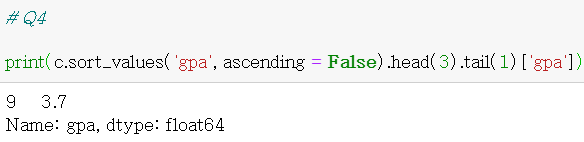 # Q4
print(c.sort_values('gpa', ascending = False).head(3).tail(1)['gpa'])
9    3.7
Name: gpa, dtype: float64